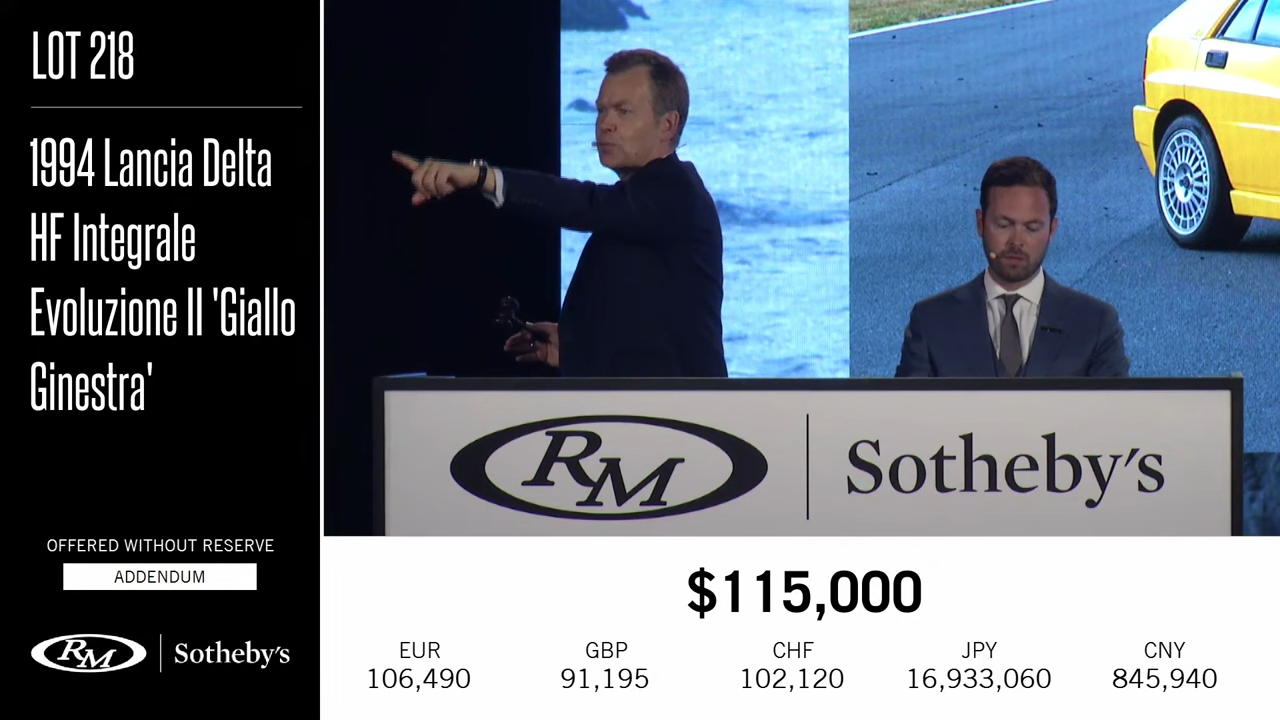 LOT 218
1994 Lancia Delta
HF Integrale
Evoluzione II 'Giallo
Ginestra'
OFFERED WITHOUT RESERVE
ADDENDUM
RM | Sotheby's
RM | Sotheby's
$115,000
EUR GBP CHF JPY CNY
106,490 91,195 102,120 16,933,060 845,940